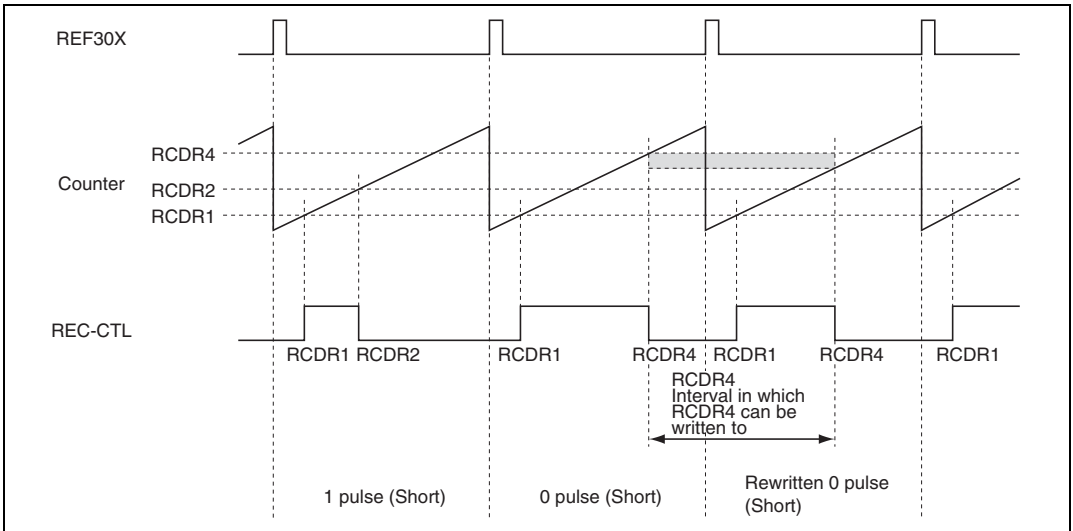 REF30X
RCDR4
Counter
RCDR2
RCDR1
REC-CTL
RCDR1 RCDR2 RCDR1 RCDR4 RCDR1 RCDR4 RCDR1
RCDR4
Interval in which
RCDR4 can be
written to
1 pulse (Short)
0 pulse (Short)
Rewritten 0 pulse
(Short)